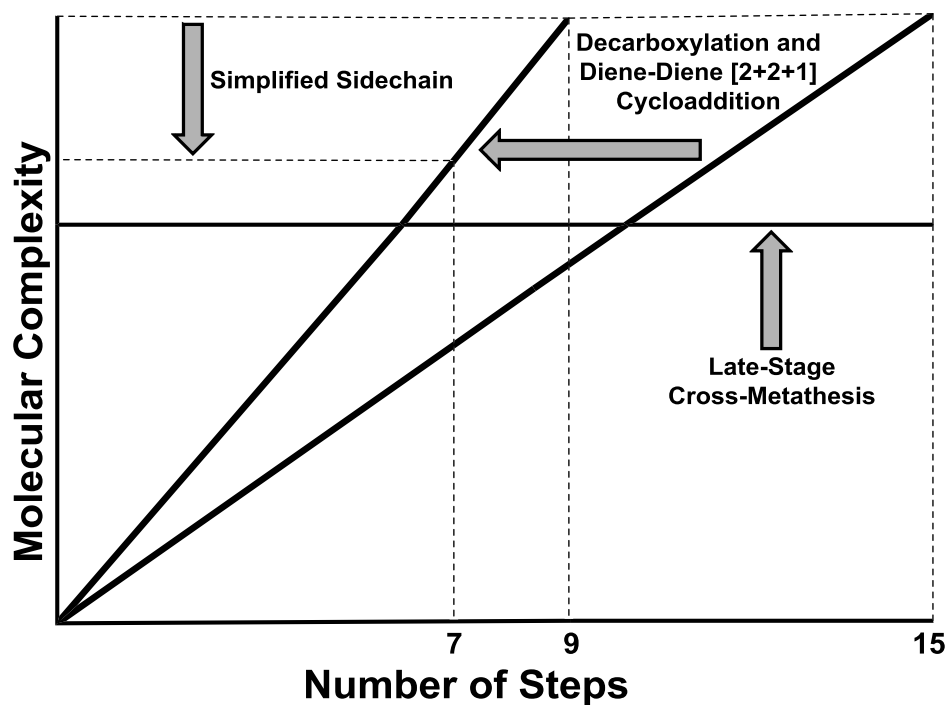 Simplified Sidechain
Decarboxylation and
Diene-Diene [2+2+1]
Cycloaddition
Late-Stage
Cross-Metathesis
Molecular Complexity
7
9
15
Number of Steps